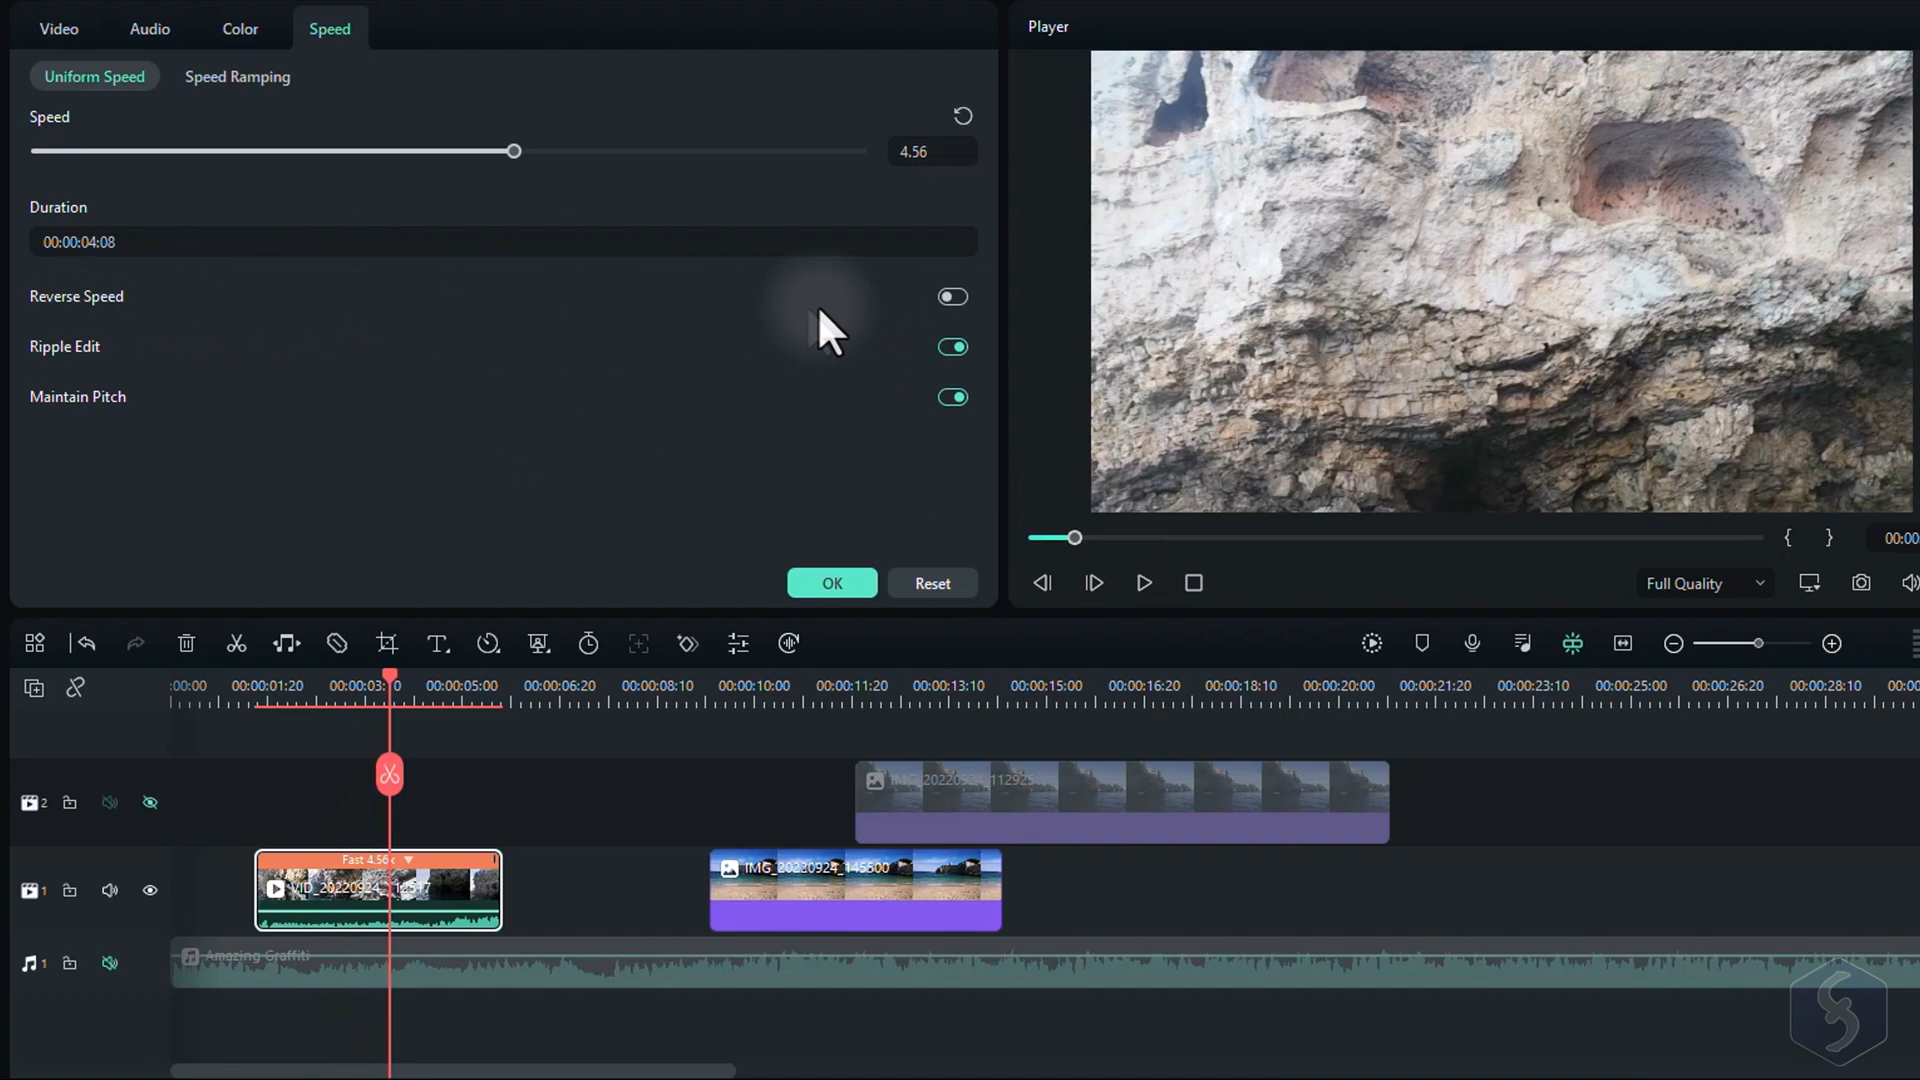 Video Audio Color Speed
Player
Uniform Speed Speed Ramping
Speed
4.56
Duration
00:00:04:08
Reverse Speed
Ripple Edit
Maintain Pitch
OK Reset
{ } 00:00
Full Quality
:00:00 00:00:01:20 00:00:03:10 00:00:05:00 00:00:06:20 00:00:08:10 00:00:10:00 00:00:11:20 00:00:13:10 00:00:15:00 00:00:16:20 00:00:18:10 00:00:20:00 00:00:21:20 00:00:23:10 00:00:25:00 00:00:26:20 00:00:28:10 00:00
IMG_20220924_112925
2
Fast 4.56x
IMG_20220924_145500
1
Amazing Graffiti
1